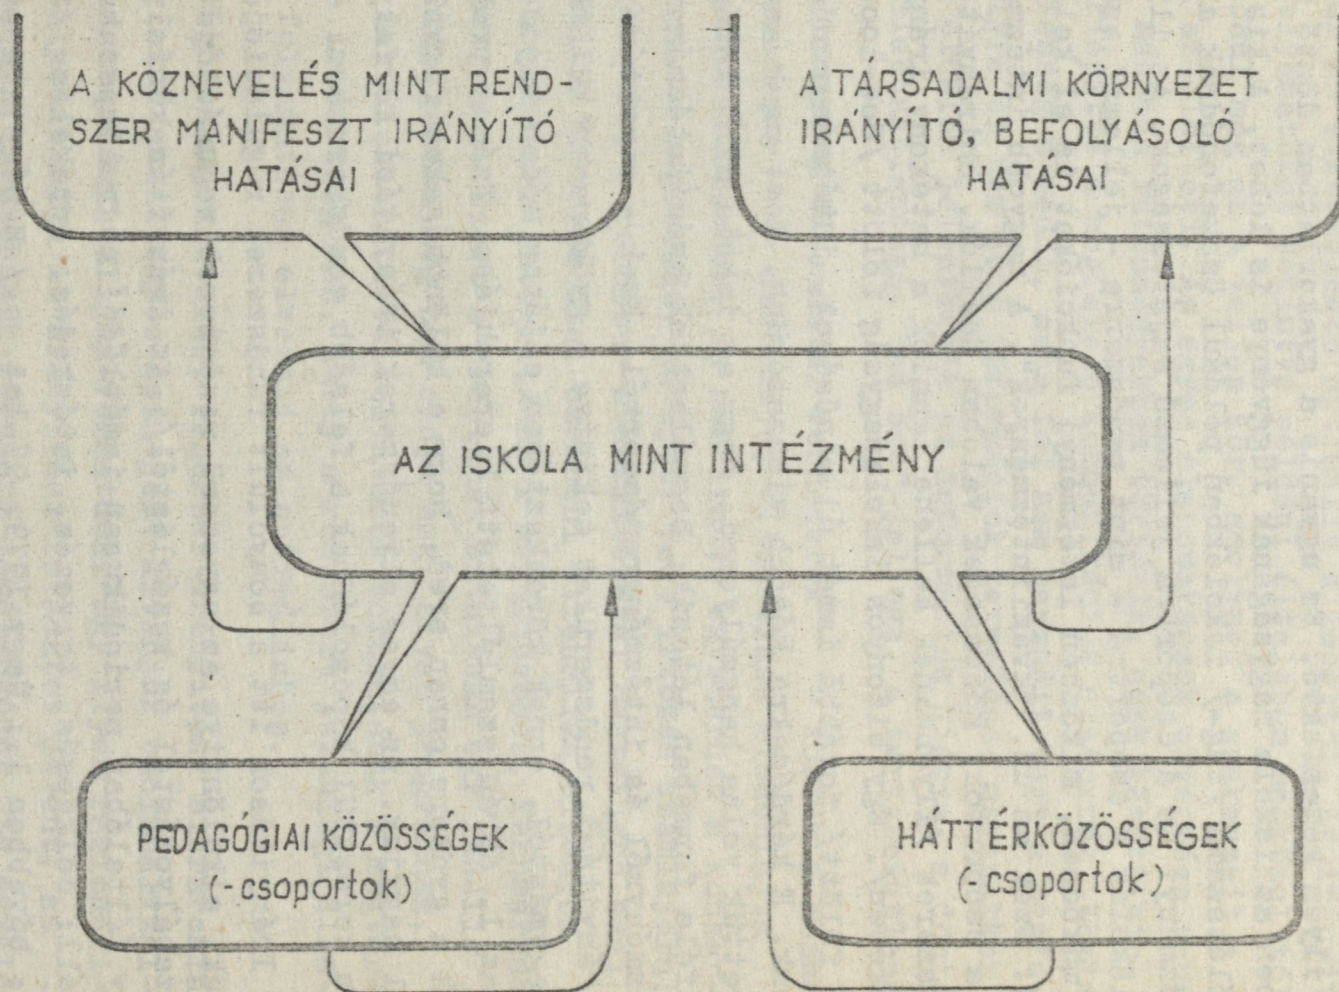 A KÖZNEVELÉS MINT REND-
SZER MANIFESZT IRÁNYÍTÓ
HATÁSAI
A TÁRSADALMI KÖRNYEZET
IRÁNYÍTÓ, BEFOLYÁSOLÓ
HATÁSAI
AZ ISKOLA MINT INTÉZMÉNY
PEDAGÓGIAI KÖZÖSSÉGEK
(-csoportok)
HÁTTÉRKÖZÖSSÉGEK
(-csoportok)